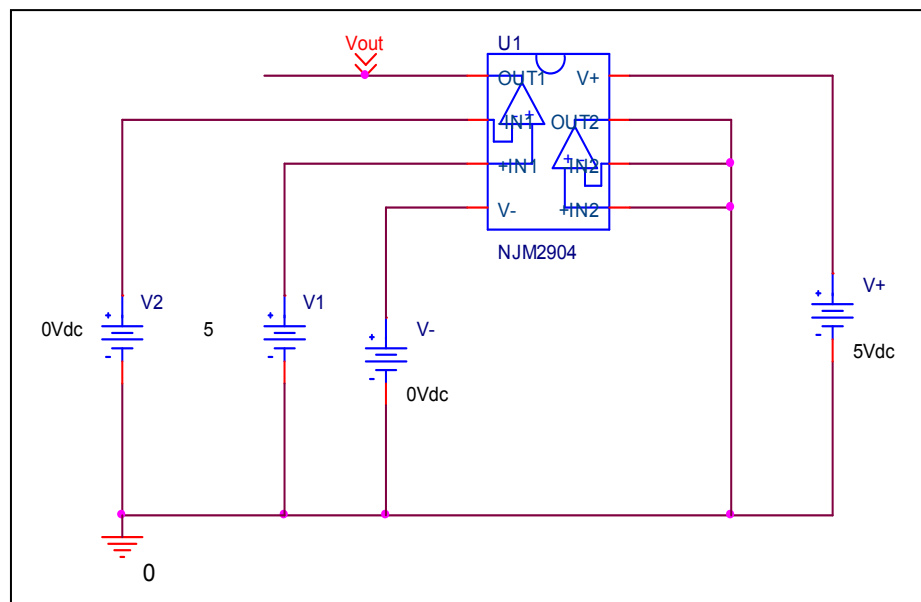 Vout
U1
OUT1
V+
-IN1
OUT2
+IN1
-IN2
V-
+IN2
NJM2904
V2
V1
V-
V+
0Vdc
5
0Vdc
5Vdc
0